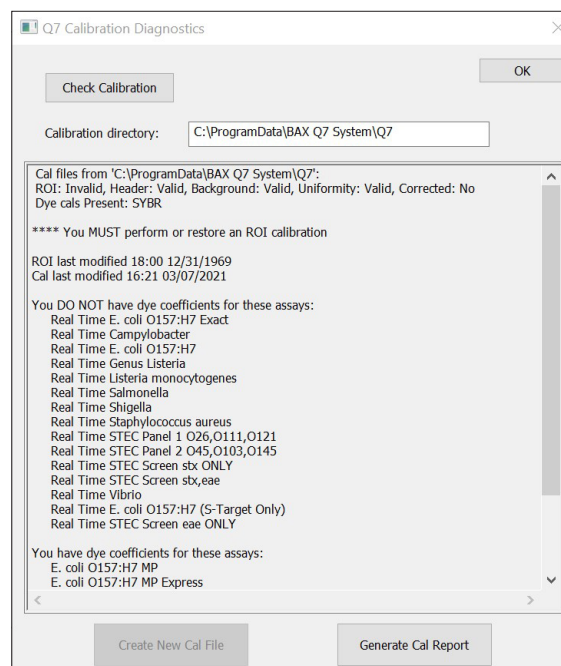 Q7 Calibration Diagnostics
OK
Check Calibration
Calibration directory: C:\ProgramData\BAX Q7 System\Q7
Cal files from 'C:\ProgramData\BAX Q7 System\Q7':
ROI: Invalid, Header: Valid, Background: Valid, Uniformity: Valid, Corrected: No
Dye cals Present: SYBR
**** You MUST perform or restore an ROI calibration
ROI last modified 18:00 12/31/1969
Cal last modified 16:21 03/07/2021
You DO NOT have dye coefficients for these assays:
Real Time E. coli O157:H7 Exact
Real Time Campylobacter
Real Time E. coli O157:H7
Real Time Genus Listeria
Real Time Listeria monocytogenes
Real Time Salmonella
Real Time Shigella
Real Time Staphylococcus aureus
Real Time STEC Panel 1 O26,O111,O121
Real Time STEC Panel 2 O45,O103,O145
Real Time STEC Screen stx ONLY
Real Time STEC Screen stx,eae
Real Time Vibrio
Real Time E. coli O157:H7 (S-Target Only)
Real Time STEC Screen eae ONLY
You have dye coefficients for these assays:
E. coli O157:H7 MP
E. coli O157:H7 MP Express
Create New Cal File
Generate Cal Report